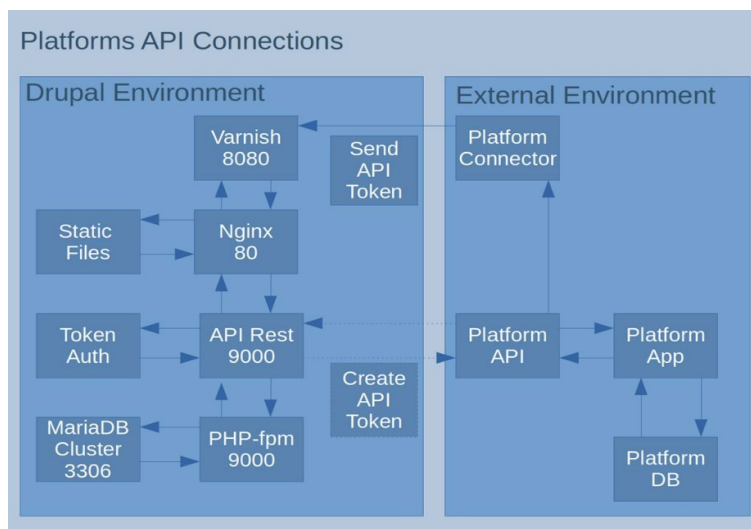 Platforms API Connections
Drupal Environment
External Environment
Varnish
8080
Send
API
Token
Platform
Connector
Static
Files
Nginx
80
Token
Auth
API Rest
9000
Platform
API
Platform
App
Create
API
Token
MariaDB
Cluster
3306
PHP-fpm
9000
Platform
DB